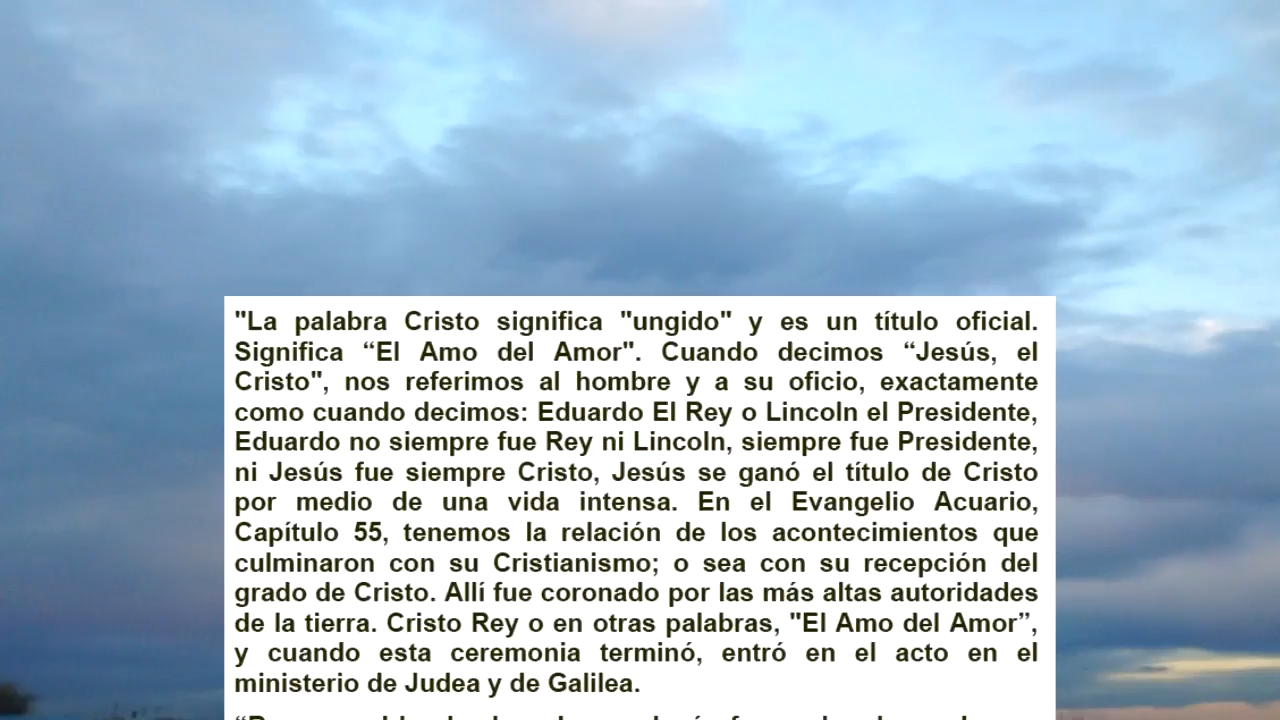 "La palabra Cristo significa "ungido" y es un título oficial.
Significa “El Amo del Amor". Cuando decimos “Jesús, el
Cristo", nos referimos al hombre y a su oficio, exactamente
como cuando decimos: Eduardo El Rey o Lincoln el Presidente,
Eduardo no siempre fue Rey ni Lincoln, siempre fue Presidente,
ni Jesús fue siempre Cristo, Jesús se ganó el título de Cristo
por medio de una vida intensa. En el Evangelio Acuario,
Capítulo 55, tenemos la relación de los acontecimientos que
culminaron con su Cristianismo; o sea con su recepción del
grado de Cristo. Allí fue coronado por las más altas autoridades
de la tierra. Cristo Rey o en otras palabras, "El Amo del Amor”,
y cuando esta ceremonia terminó, entró en el acto en el
ministerio de Judea y de Galilea.